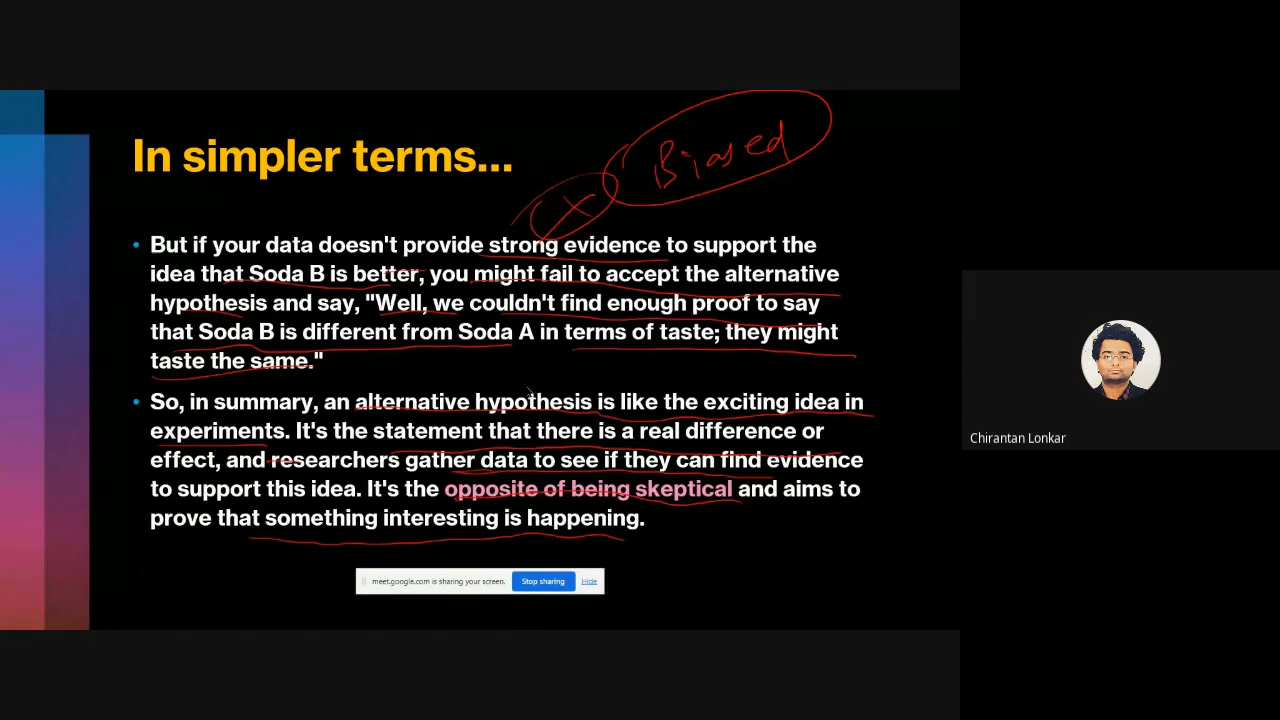 In simpler terms...
Biased
• But if your data doesn't provide strong evidence to support the
idea that Soda B is better, you might fail to accept the alternative
hypothesis and say, "Well, we couldn't find enough proof to say
that Soda B is different from Soda A in terms of taste; they might
taste the same."
• So, in summary, an alternative hypothesis is like the exciting idea in
experiments. It's the statement that there is a real difference or
effect, and researchers gather data to see if they can find evidence
to support this idea. It's the opposite of being skeptical and aims to
prove that something interesting is happening.
meet.google.com is sharing your screen. Stop sharing Hide
Chirantan Lonkar